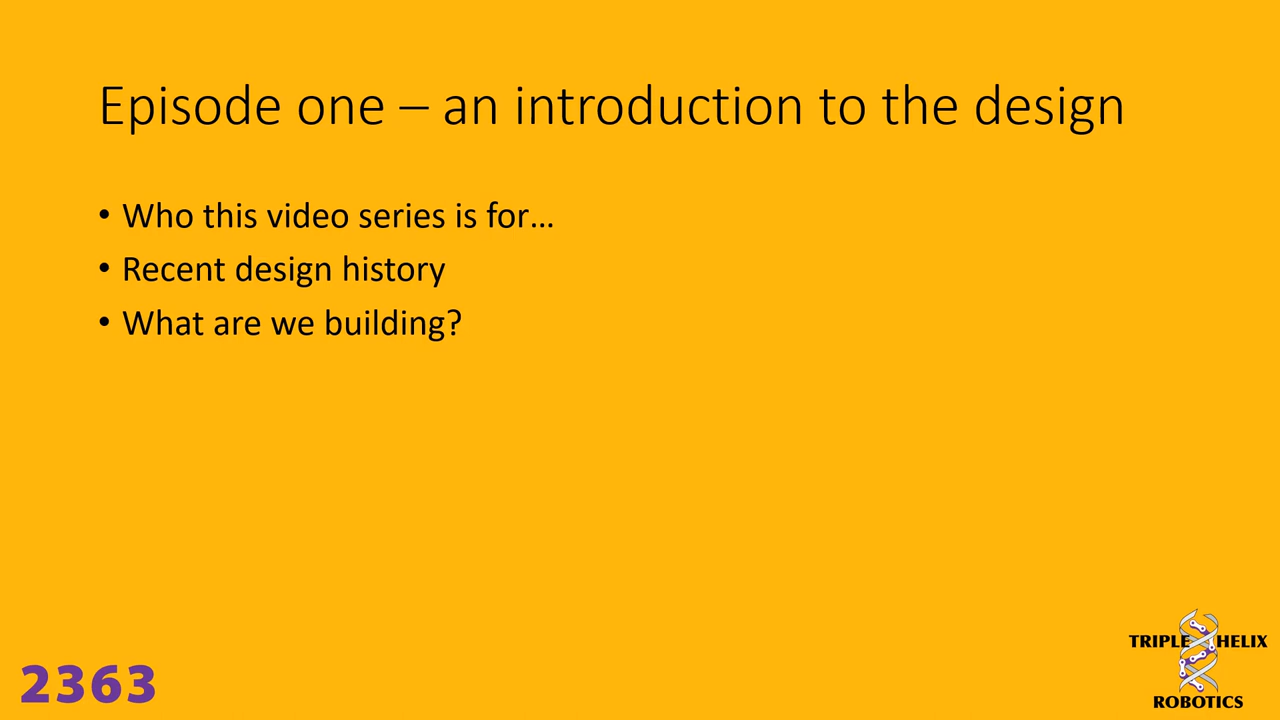 Episode one – an introduction to the design
• Who this video series is for…
• Recent design history
• What are we building?
2363
TRIPLE HELIX
ROBOTICS